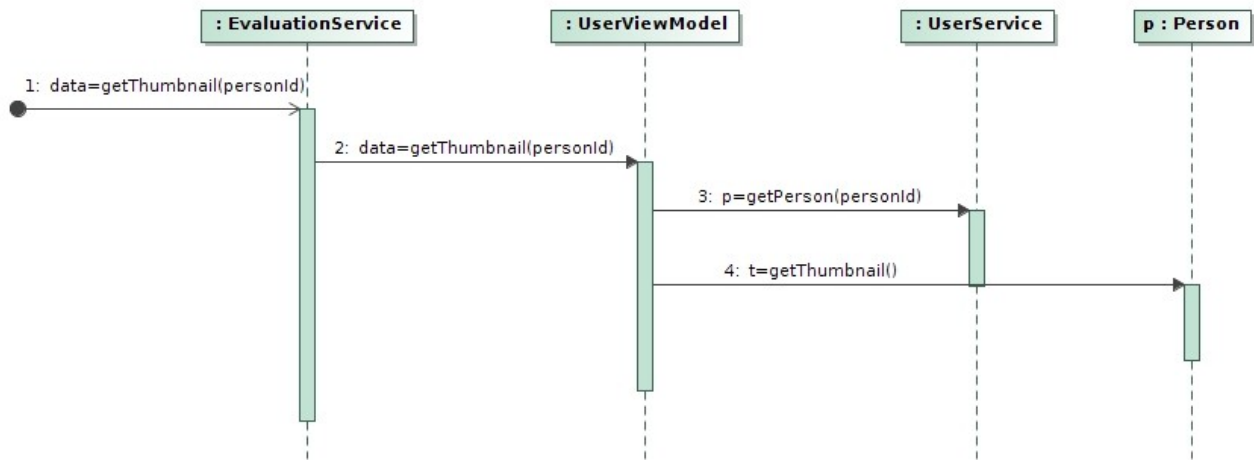 : EvaluationService
: UserViewModel
: UserService
p : Person
1: data=getThumbnail(personId)
2: data=getThumbnail(personId)
3: p=getPerson(personId)
4: t=getThumbnail()